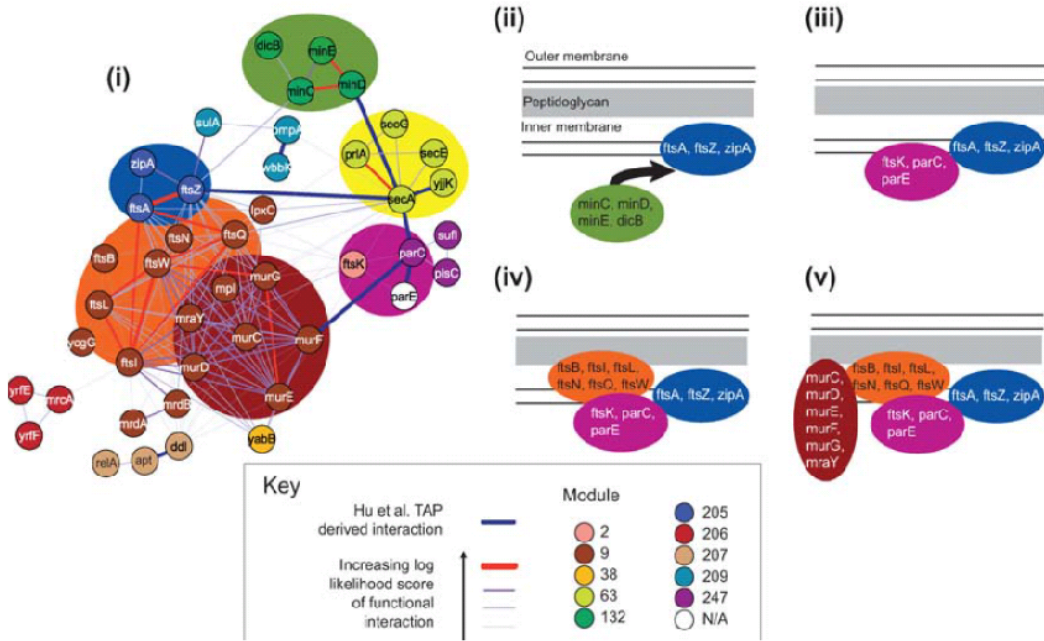 (i)
dicB
minE
minC
minD
sulA
zipA
ftsZ
ftsA
prlA
secE
yjjK
secA
lpxC
ftsN
ftsQ
ftsB
ftsW
ftsK
parC
sufI
plsC
parE
mpl
murG
ftsL
mraY
murC
murF
ftsI
murD
murE
mrdB
mrdA
yrfE
mrcA
yrfF
yabB
ddl
relA
apt
(ii)
Outer membrane
Peptidoglycan
Inner membrane
ftsA, ftsZ, zipA
minC, minD,
minE, dicB
(iii)
ftsA, ftsZ, zipA
ftsK, parC,
parE
(iv)
ftsB, ftsI, ftsL,
ftsN, ftsQ, ftsW
ftsA, ftsZ, zipA
ftsK, parC,
parE
(v)
murC,
murD,
murE,
murF,
murG,
mraY
ftsB, ftsI, ftsL,
ftsN, ftsQ, ftsW
ftsA, ftsZ, zipA
ftsK, parC,
parE
Key
Hu et al. TAP
derived interaction
Increasing log
likelihood score
of functional
interaction
Module
2
9
38
63
132
205
206
207
209
247
N/A